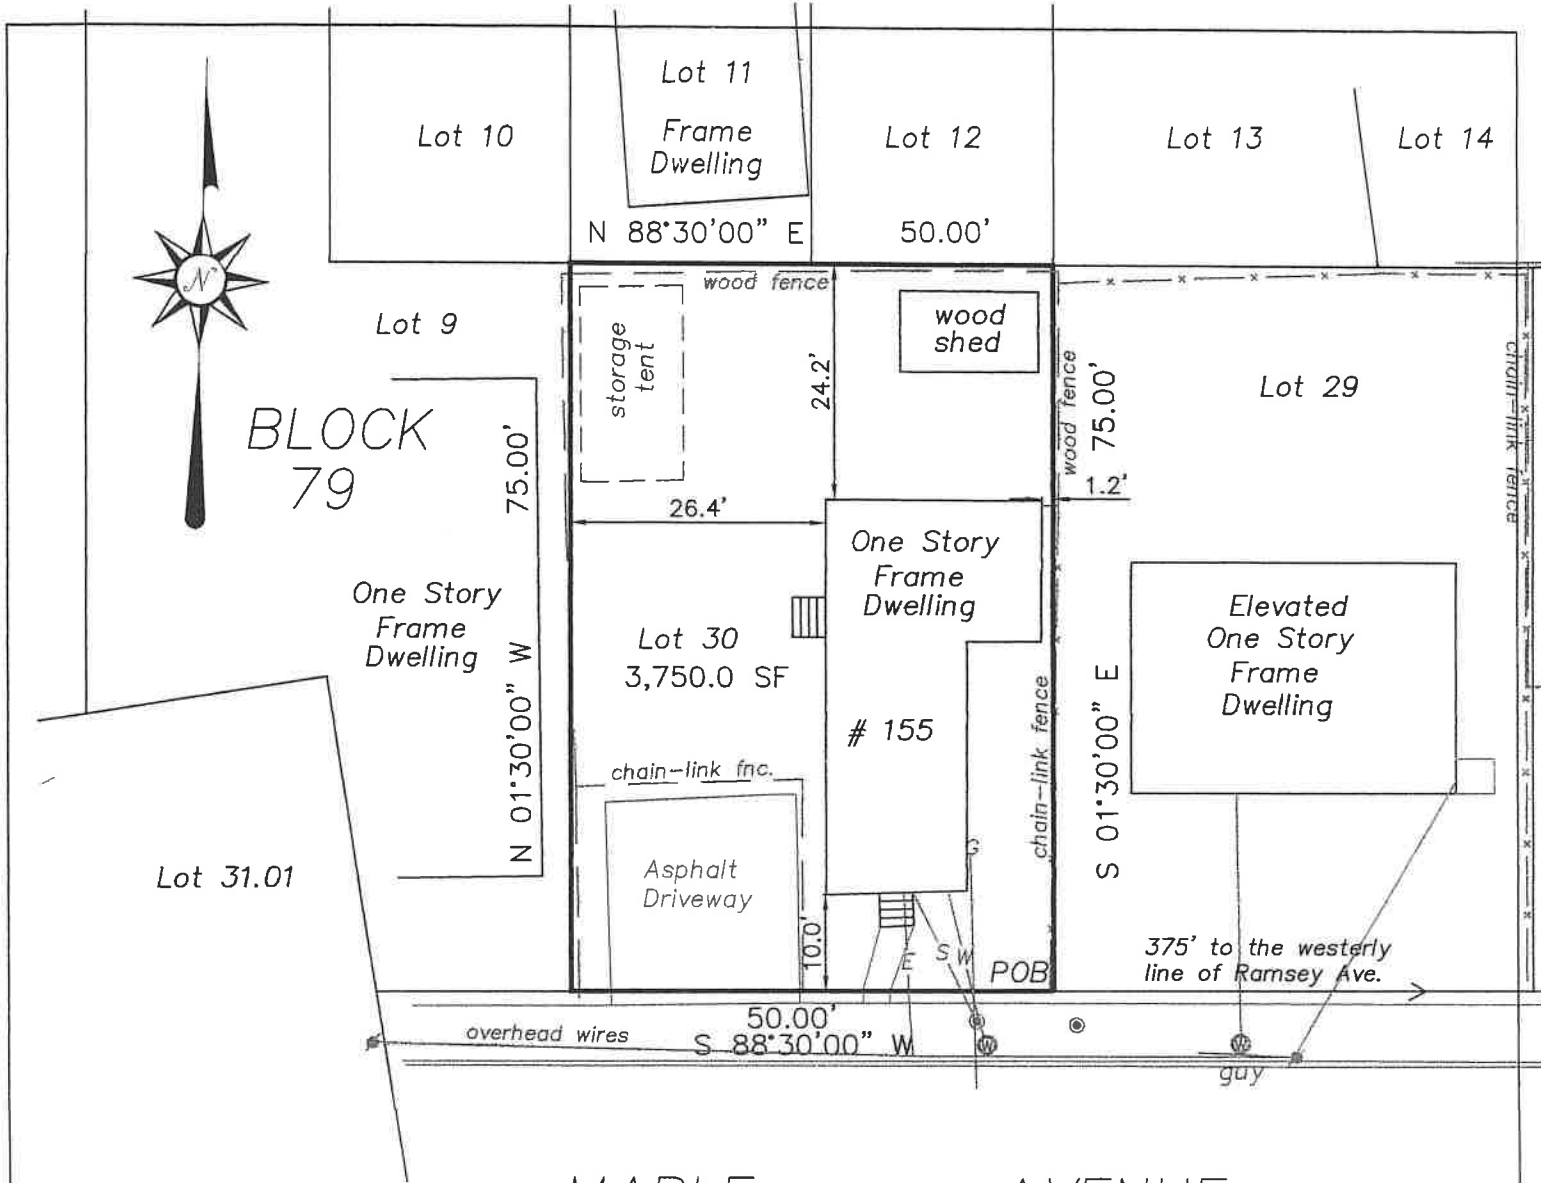 Lot 11
Lot 10
Frame
Dwelling
Lot 12
Lot 13
Lot 14
N 88°30'00" E
50.00'
N
wood fence
Lot 9
storage
tent
24.2'
wood
shed
wood fence
75.00'
Lot 29
chain-link fence
BLOCK
79
75.00'
26.4'
1.2'
One Story
Frame
Dwelling
One Story
Frame
Dwelling
Lot 30
3,750.0 SF
Elevated
One Story
Frame
Dwelling
N 01°30'00" W
# 155
chain-link fence
S 01°30'00" E
chain-link fnc.
Lot 31.01
Asphalt
Driveway
G
10.0'
E
S
W
POB
375' to the westerly
line of Ramsey Ave.
50.00'
overhead wires
S 88°30'00" W
W
W
guy
MAPLE AVENUE